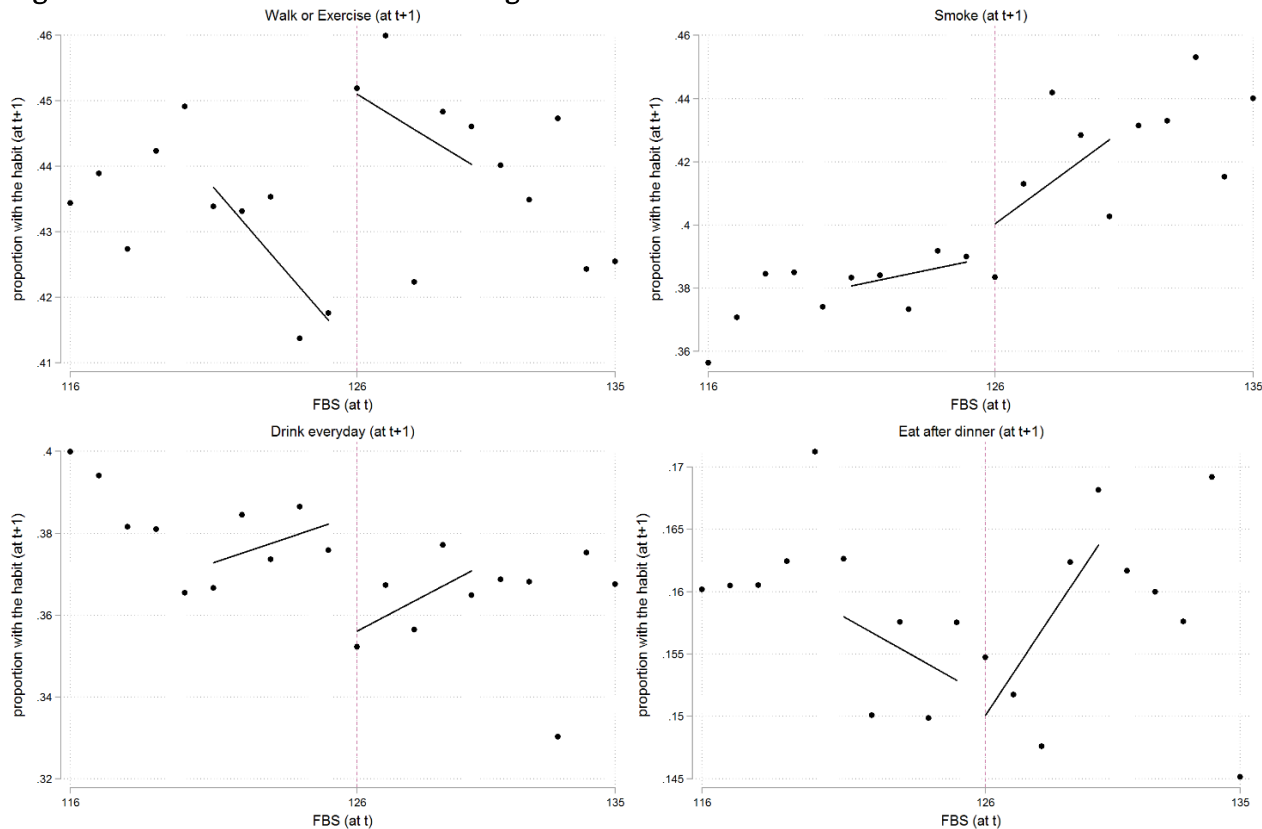 Walk or Exercise (at t+1)
proportion with the habit (at t+1)
.46
.45
.44
.43
.42
.41
116
126
135
FBS (at t)
Smoke (at t+1)
proportion with the habit (at t+1)
.46
.44
.42
.4
.38
.36
116
126
135
FBS (at t)
Drink everyday (at t+1)
proportion with the habit (at t+1)
.4
.38
.36
.34
.32
116
126
135
FBS (at t)
Eat after dinner (at t+1)
proportion with the habit (at t+1)
.17
.165
.16
.155
.15
.145
116
126
135
FBS (at t)